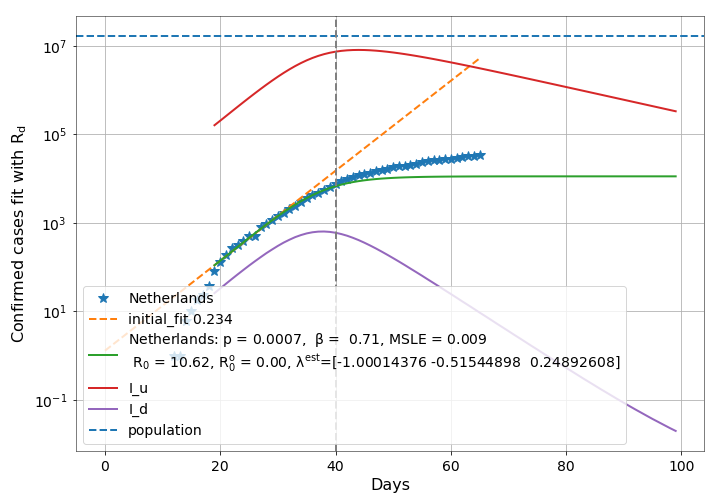 Confirmed cases fit with R_d
10^7
10^5
10^3
10^1
10^−1
Netherlands
initial_fit 0.234
Netherlands: p = 0.0007, β = 0.71, MSLE = 0.009
R_0 = 10.62, R_0^o = 0.00, λ^est=[-1.00014376 -0.51544898 0.24892608]
I_u
I_d
population
0 20 40 60 80 100
Days